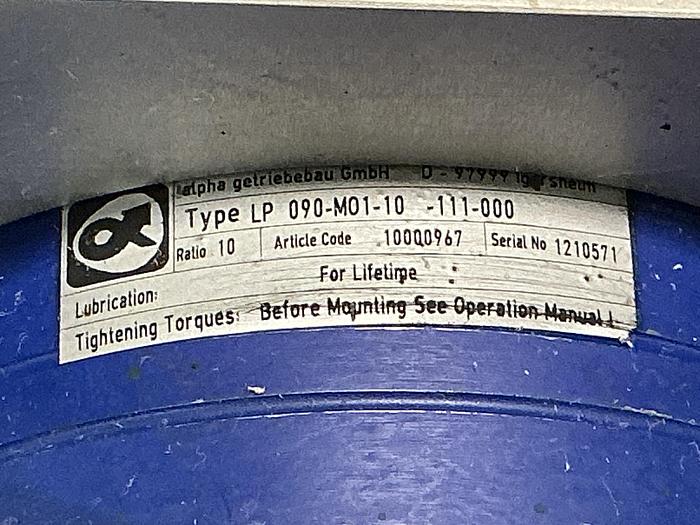 alpha getriebebau GmbH D - 97999 Igersheim
Type LP 090-M01-10 -111-000
Ratio 10 Article Code 10000967 Serial No 1210571
Lubrication: For Lifetime
Tightening Torques: Before Mounting See Operation Manual !